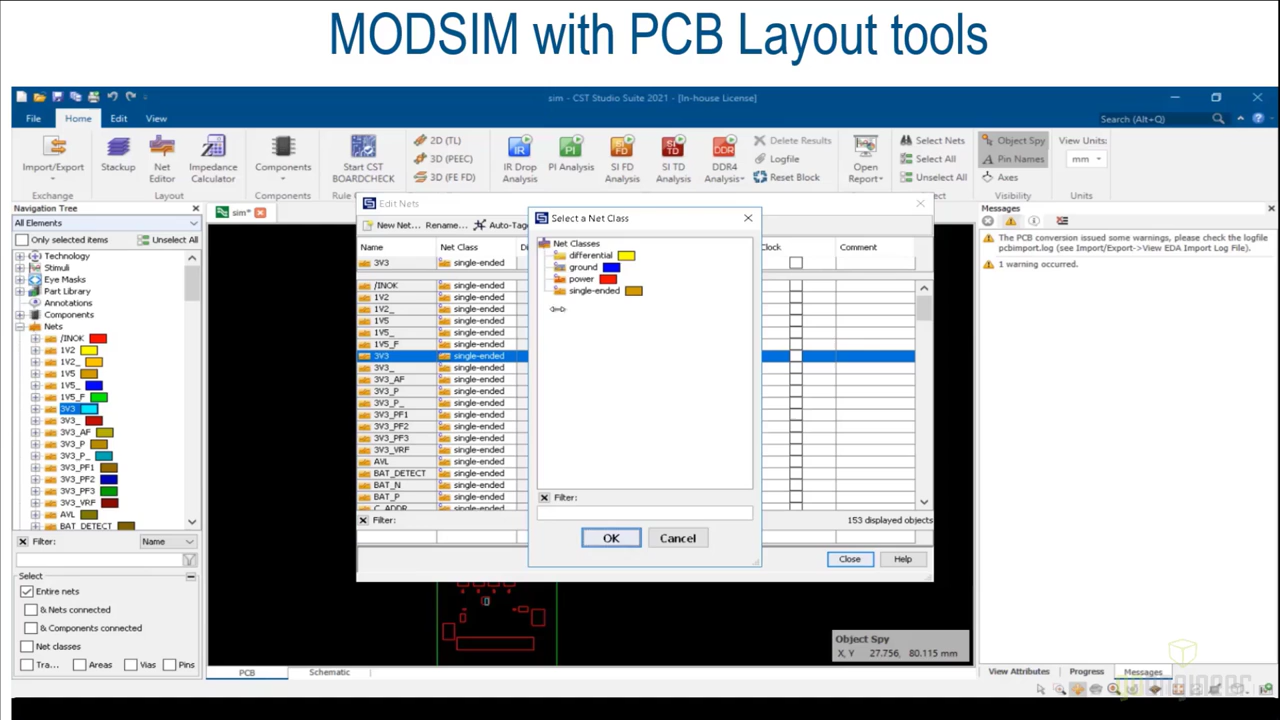 MODSIM with PCB Layout tools
sim - CST Studio Suite 2021 - [In-house License]
File Home Edit View
Search (Alt+Q)
Import/Export
Exchange
Stackup
Net Editor
Impedance Calculator
Layout
Components
Components
Start CST BOARDCHECK
2D (TL)
3D (PEEC)
3D (FE FD)
IR Drop Analysis
PI Analysis
SI FD Analysis
SI TD Analysis
DDR4 Analysis
Delete Results
Logfile
Reset Block
Open Report
Select Nets
Select All
Unselect All
Object Spy
Pin Names
Axes
Visibility
View Units:
mm
Units
Navigation Tree
All Elements
Only selected items
Unselect All
Technology
Stimuli
Eye Masks
Part Library
Annotations
Components
Nets
/INOK
1V2
1V2_
1V5
1V5_
1V5_F
3V3
3V3_
3V3_AF
3V3_P
3V3_P_
3V3_PF1
3V3_PF2
3V3_PF3
3V3_VRF
AVL
BAT_DETECT
Filter:
Name
Select
Entire nets
& Nets connected
& Components connected
Net classes
Tra... Areas Vias Pins
sim*
Edit Nets
New Net... Rename... Auto-Tag
Name Net Class Clock Comment
3V3 single-ended
/INOK single-ended
1V2 single-ended
1V2_ single-ended
1V5 single-ended
1V5_ single-ended
1V5_F single-ended
3V3 single-ended
3V3_ single-ended
3V3_AF single-ended
3V3_P single-ended
3V3_P_ single-ended
3V3_PF1 single-ended
3V3_PF2 single-ended
3V3_PF3 single-ended
3V3_VRF single-ended
AVL single-ended
BAT_DETECT single-ended
BAT_N single-ended
BAT_P single-ended
C_ADDR single-ended
Filter:
153 displayed objects
Close Help
Select a Net Class
Net Classes
differential
ground
power
single-ended
Filter:
OK Cancel
Object Spy
X, Y 27.756, 80.115 mm
PCB Schematic
Messages
The PCB conversion issued some warnings, please check the logfile
pcbimport.log (see Import/Export->View EDA Import Log File).
1 warning occurred.
View Attributes Progress Messages